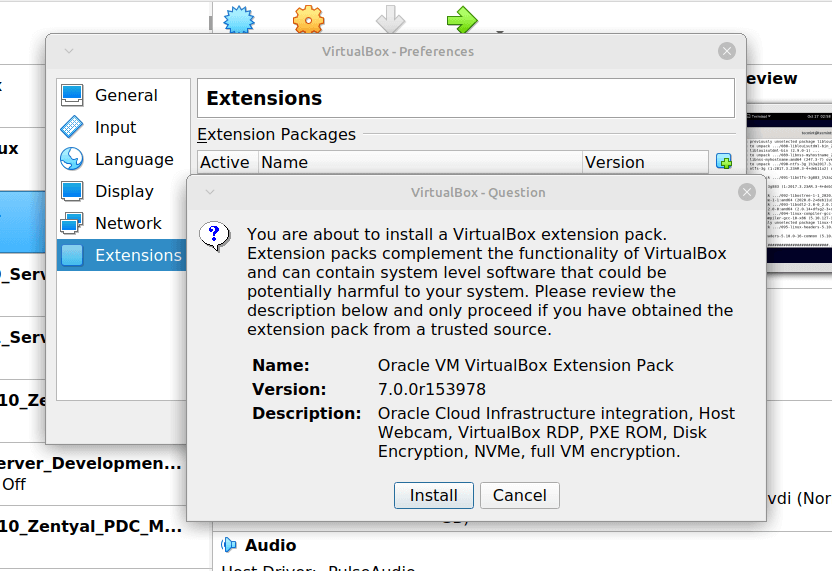 VirtualBox - Preferences
General
Input
Language
Display
Network
Extensions
Extensions
Extension Packages
Active Name Version
VirtualBox - Question
You are about to install a VirtualBox extension pack.
Extension packs complement the functionality of VirtualBox
and can contain system level software that could be
potentially harmful to your system. Please review the
description below and only proceed if you have obtained the
extension pack from a trusted source.
Name: Oracle VM VirtualBox Extension Pack
Version: 7.0.0r153978
Description: Oracle Cloud Infrastructure integration, Host
Webcam, VirtualBox RDP, PXE ROM, Disk
Encryption, NVMe, full VM encryption.
Install Cancel
eview
ux
_Serv
_Serv
10_Ze
erver_Developmen...
Off
10_Zentyal_PDC_M...
vdi (Nor
Audio
Host Driver: PulseAudio